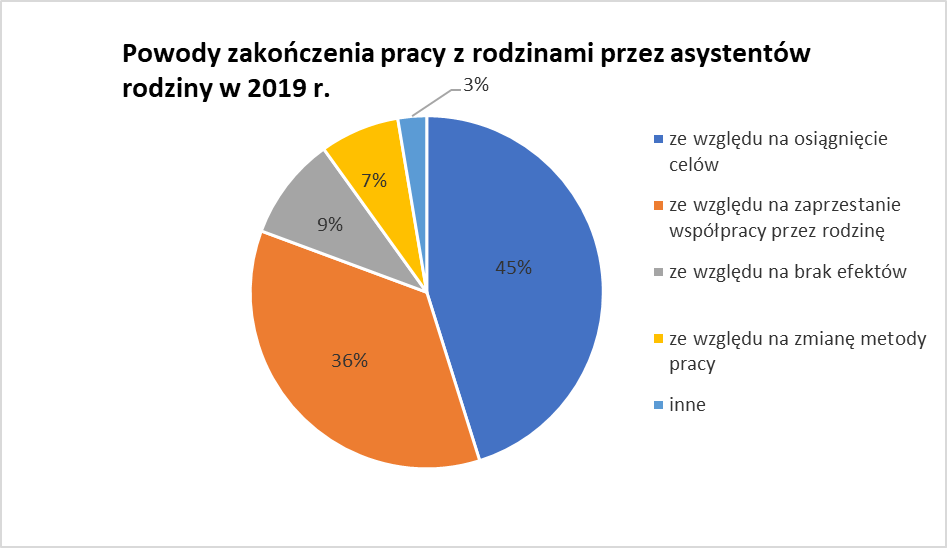 Powody zakończenia pracy z rodzinami przez asystentów
rodziny w 2019 r.
3%
7%
9%
45%
36%
ze względu na osiągnięcie
celów
ze względu na zaprzestanie
współpracy przez rodzinę
ze względu na brak efektów
ze względu na zmianę metody
pracy
inne